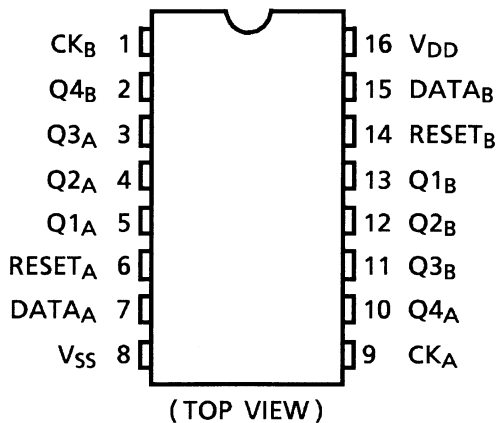 CKB 1 16 VDD
Q4B 2 15 DATAB
Q3A 3 14 RESETB
Q2A 4 13 Q1B
Q1A 5 12 Q2B
RESETA 6 11 Q3B
DATAA 7 10 Q4A
VSS 8 9 CKA
(TOP VIEW)